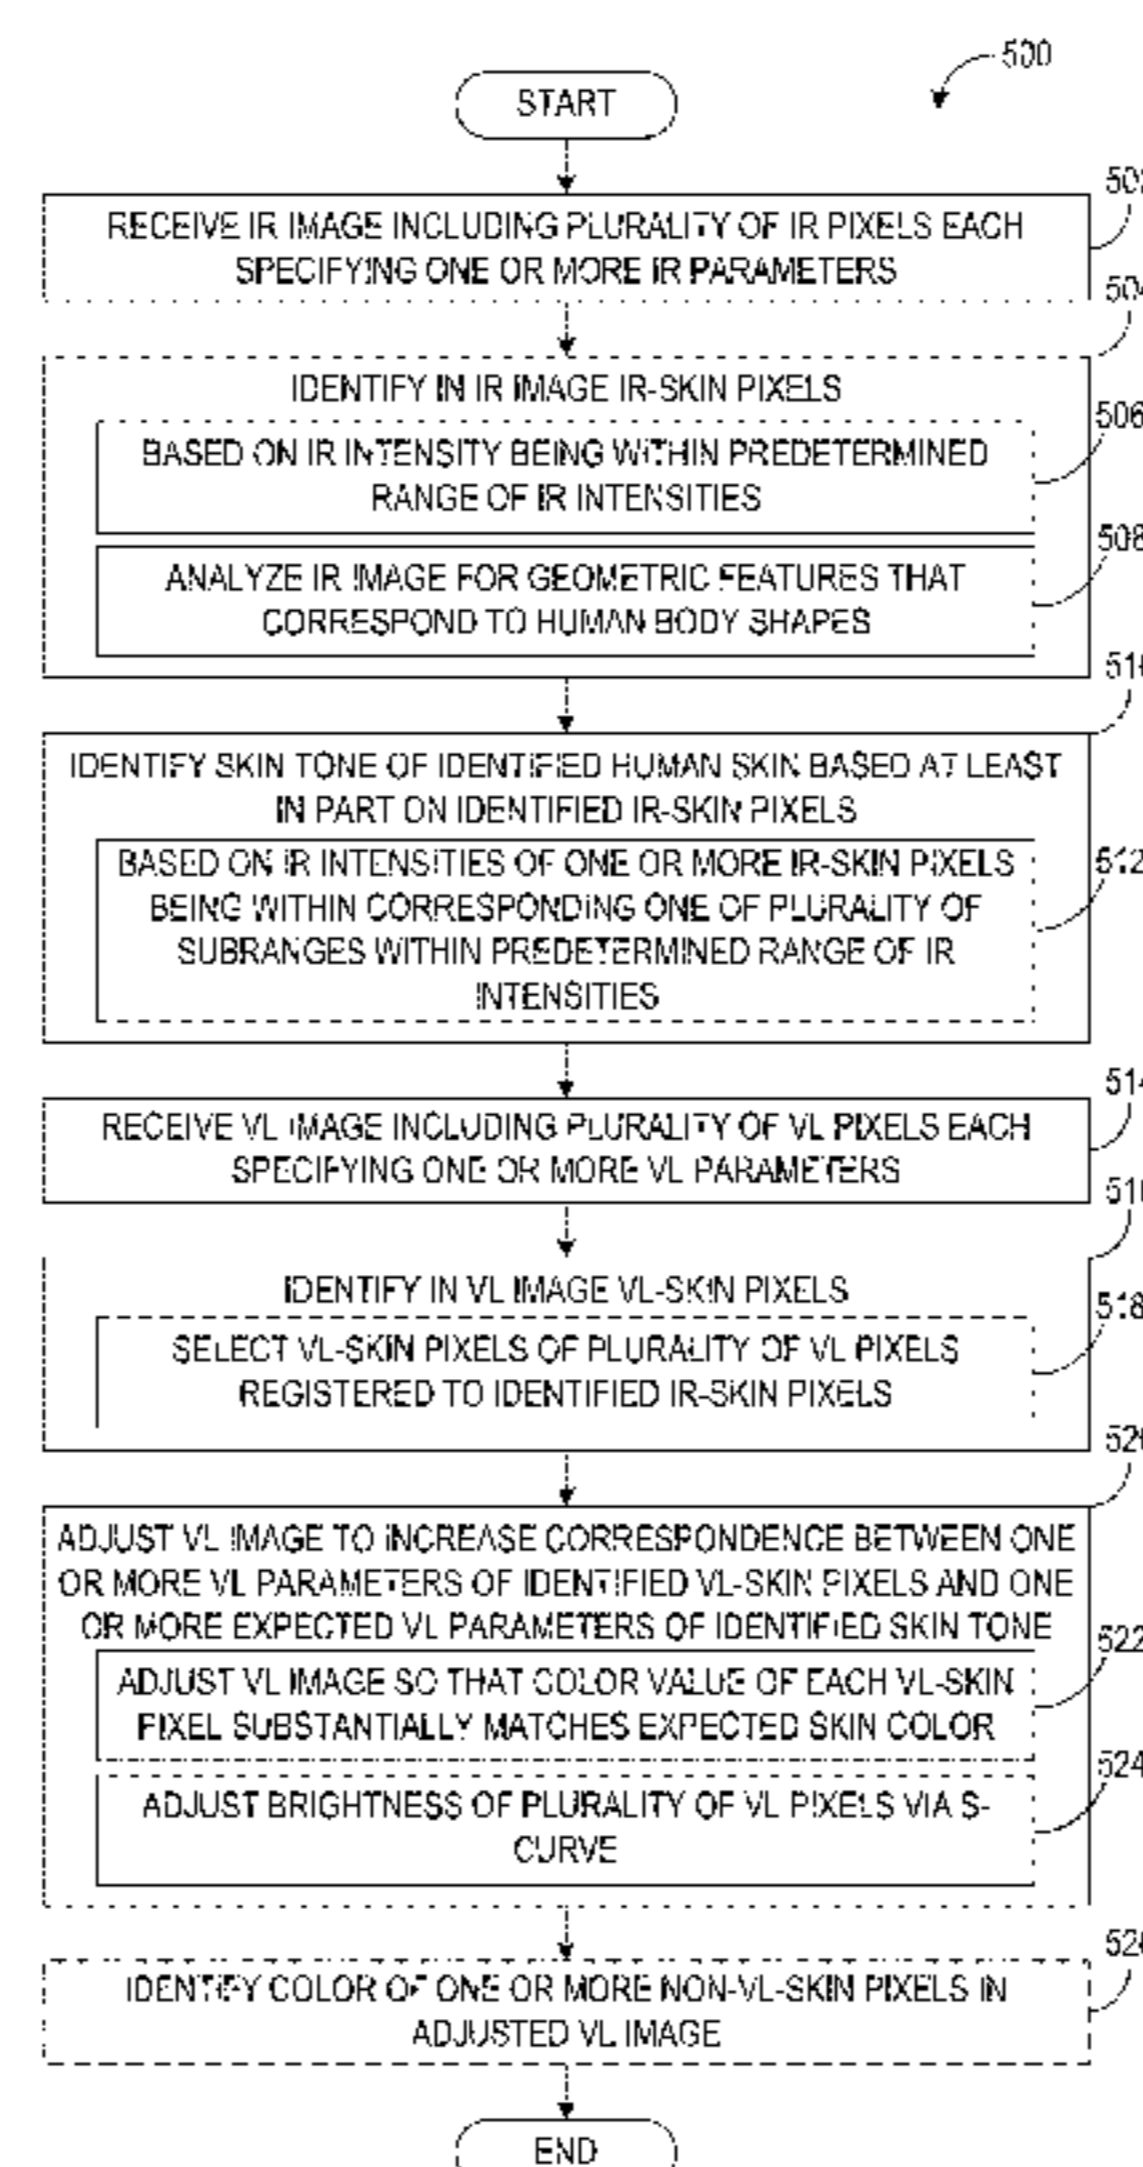 500
START
502
RECEIVE IR IMAGE INCLUDING PLURALITY OF IR PIXELS EACH
SPECIFYING ONE OR MORE IR PARAMETERS
504
IDENTIFY IN IR IMAGE IR-SKIN PIXELS
506
BASED ON IR INTENSITY BEING WITHIN PREDETERMINED
RANGE OF IR INTENSITIES
508
ANALYZE IR IMAGE FOR GEOMETRIC FEATURES THAT
CORRESPOND TO HUMAN BODY SHAPES
IDENTIFY SKIN TONE OF IDENTIFIED HUMAN SKIN BASED AT LEAST
IN PART ON IDENTIFIED IR-SKIN PIXELS
512
BASED ON IR INTENSITIES OF ONE OR MORE IR-SKIN PIXELS
BEING WITHIN CORRESPONDING ONE OF PLURALITY OF
SUBRANGES WITHIN PREDETERMINED RANGE OF IR
INTENSITIES
514
RECEIVE VL IMAGE INCLUDING PLURALITY OF VL PIXELS EACH
SPECIFYING ONE OR MORE VL PARAMETERS
IDENTIFY IN VL IMAGE VL-SKIN PIXELS
518
SELECT VL-SKIN PIXELS OF PLURALITY OF VL PIXELS
REGISTERED TO IDENTIFIED IR-SKIN PIXELS
ADJUST VL IMAGE TO INCREASE CORRESPONDENCE BETWEEN ONE
OR MORE VL PARAMETERS OF IDENTIFIED VL-SKIN PIXELS AND ONE
OR MORE EXPECTED VL PARAMETERS OF IDENTIFIED SKIN TONE
522
ADJUST VL IMAGE SO THAT COLOR VALUE OF EACH VL-SKIN
PIXEL SUBSTANTIALLY MATCHES EXPECTED SKIN COLOR
524
ADJUST BRIGHTNESS OF PLURALITY OF VL PIXELS VIA S-
CURVE
IDENTIFY COLOR OF ONE OR MORE NON-VL-SKIN PIXELS IN
ADJUSTED VL IMAGE
END